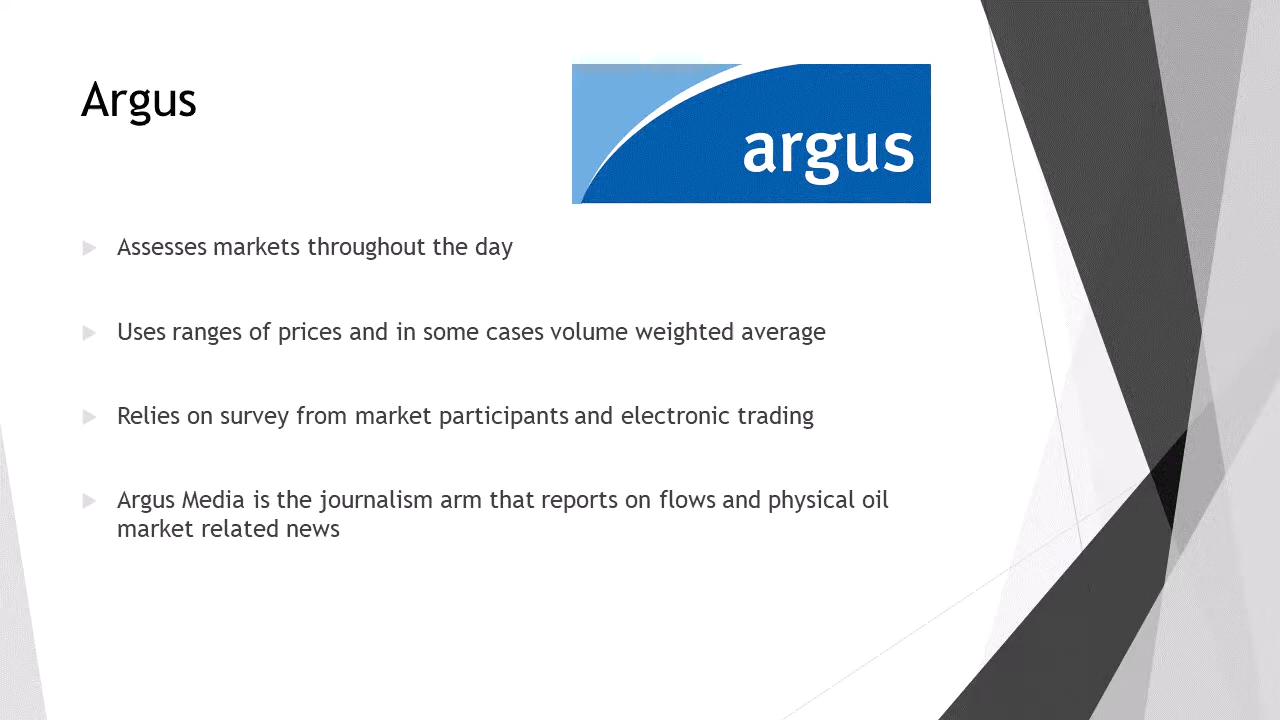 Argus
argus
Assesses markets throughout the day
Uses ranges of prices and in some cases volume weighted average
Relies on survey from market participants and electronic trading
Argus Media is the journalism arm that reports on flows and physical oil
market related news